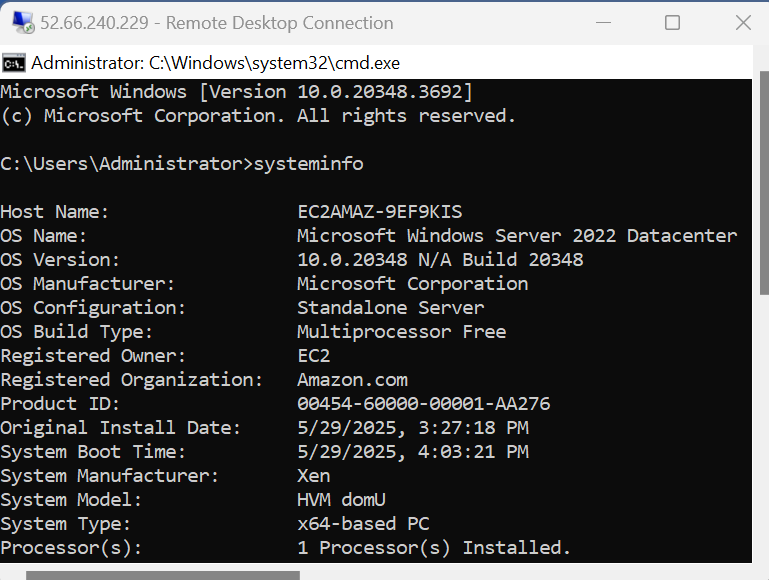 52.66.240.229 - Remote Desktop Connection
Administrator: C:\Windows\system32\cmd.exe
Microsoft Windows [Version 10.0.20348.3692]
(c) Microsoft Corporation. All rights reserved.
C:\Users\Administrator>systeminfo
Host Name: EC2AMAZ-9EF9KIS
OS Name: Microsoft Windows Server 2022 Datacenter
OS Version: 10.0.20348 N/A Build 20348
OS Manufacturer: Microsoft Corporation
OS Configuration: Standalone Server
OS Build Type: Multiprocessor Free
Registered Owner: EC2
Registered Organization: Amazon.com
Product ID: 00454-60000-00001-AA276
Original Install Date: 5/29/2025, 3:27:18 PM
System Boot Time: 5/29/2025, 4:03:21 PM
System Manufacturer: Xen
System Model: HVM domU
System Type: x64-based PC
Processor(s): 1 Processor(s) Installed.